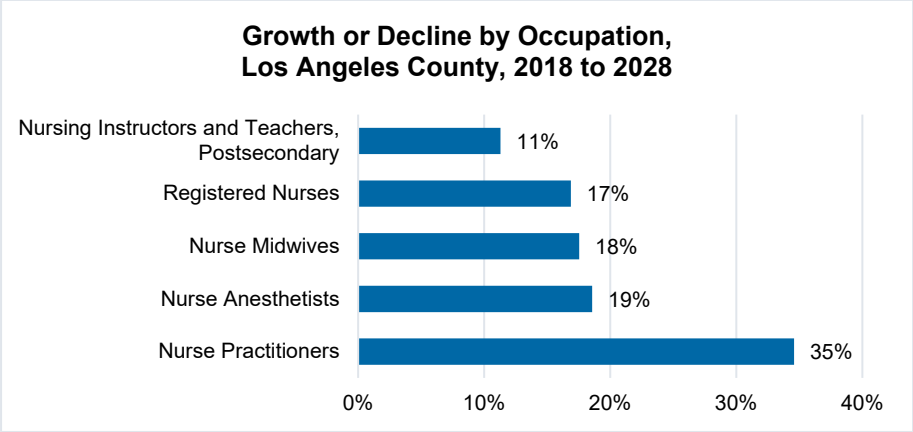 Growth or Decline by Occupation,
Los Angeles County, 2018 to 2028
Nursing Instructors and Teachers,
Postsecondary
11%
Registered Nurses
17%
Nurse Midwives
18%
Nurse Anesthetists
19%
Nurse Practitioners
35%
0%
10%
20%
30%
40%